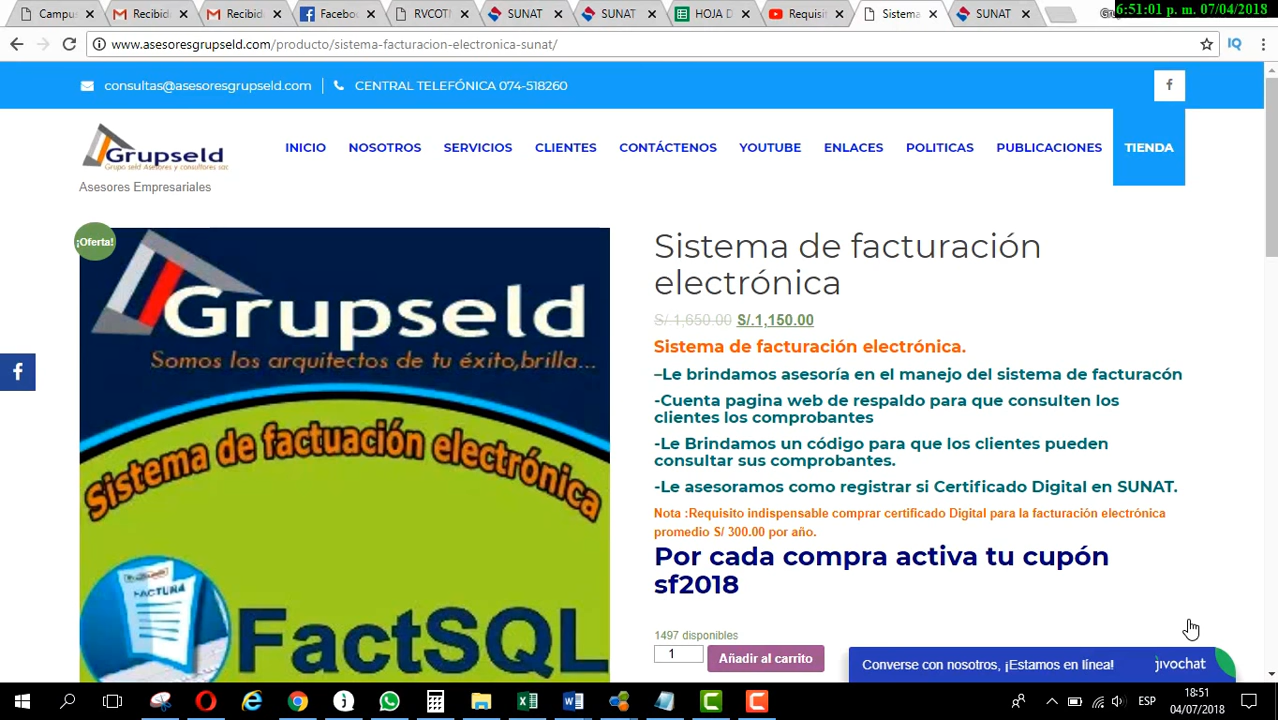 Campu
Recibid
Recibid
Facebo
RVCOTI
SUNAT
SUNAT
HOJA D
Requisi
Sistema
SUNAT
6:51:01 p. m. 07/04/2018
www.asesoresgrupseld.com/producto/sistema-facturacion-electronica-sunat/
IQ
consultas@asesoresgrupseld.com
CENTRAL TELEFÓNICA 074-518260
Grupseld
Grupo seld Asesores y consultores sac
Asesores Empresariales
INICIO
NOSOTROS
SERVICIOS
CLIENTES
CONTÁCTENOS
YOUTUBE
ENLACES
POLITICAS
PUBLICACIONES
TIENDA
¡Oferta!
Grupseld
Somos los arquitectos de tu éxito,brilla...
Sistema de factuación electrónica
FACTURA
FactSQL
Sistema de facturación
electrónica
S/ 1,650.00 S/.1,150.00
Sistema de facturación electrónica.
–Le brindamos asesoría en el manejo del sistema de facturacón
-Cuenta pagina web de respaldo para que consulten los
clientes los comprobantes
-Le Brindamos un código para que los clientes pueden
consultar sus comprobantes.
-Le asesoramos como registrar si Certificado Digital en SUNAT.
Nota :Requisito indispensable comprar certificado Digital para la facturación electrónica
promedio S/ 300.00 por año.
Por cada compra activa tu cupón
sf2018
1497 disponibles
1
Añadir al carrito
Converse con nosotros, ¡Estamos en línea!
jivochat
ESP
18:51
04/07/2018